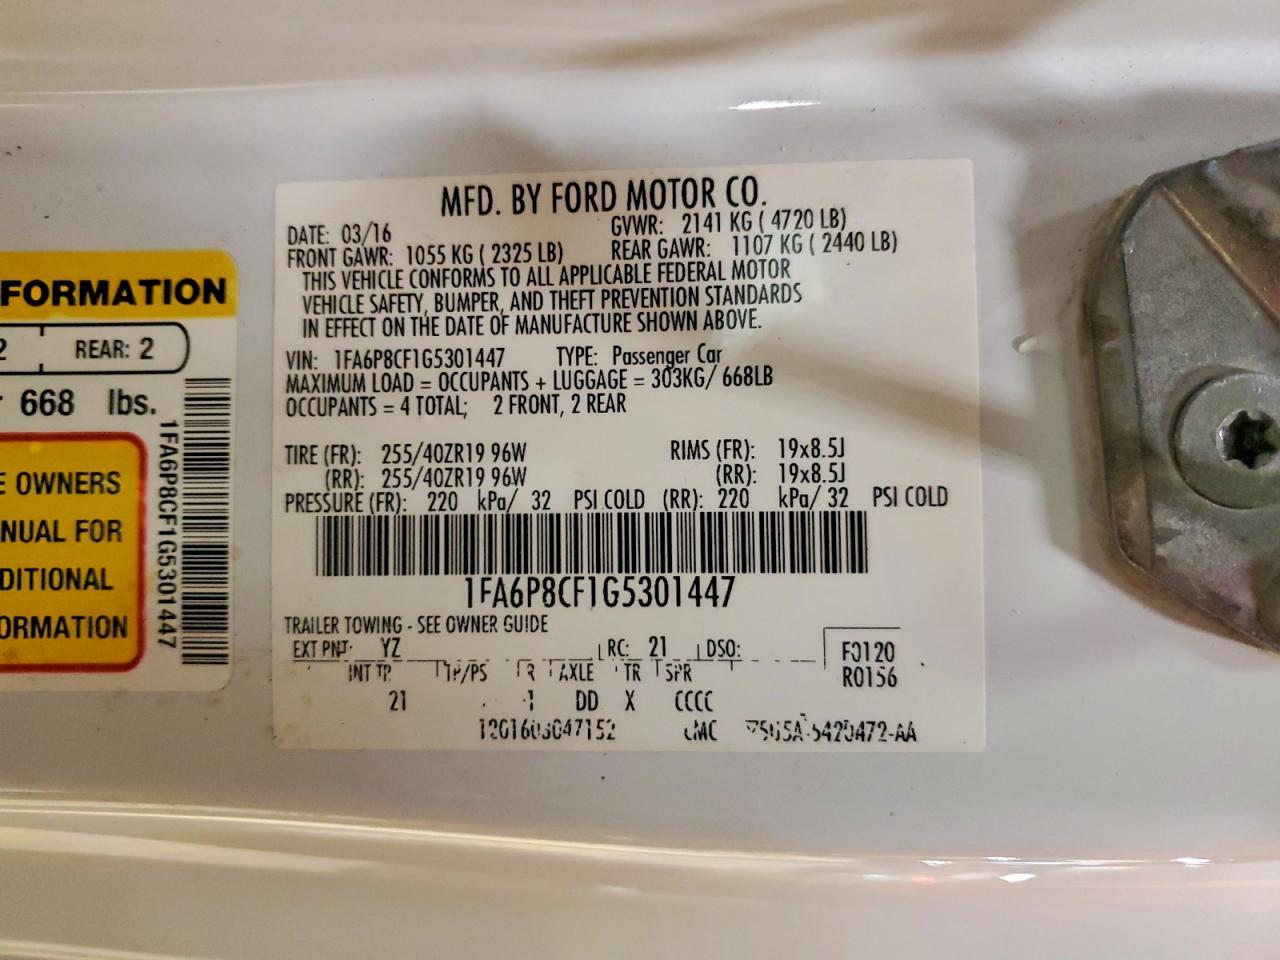 FORMATION
2 REAR: 2
668 lbs.
1FA6P8CF1G5301447
E OWNERS
NUAL FOR
DITIONAL
ORMATION
MFD. BY FORD MOTOR CO.
DATE: 03/16 GVWR: 2141 KG ( 4720 LB)
FRONT GAWR: 1055 KG ( 2325 LB) REAR GAWR: 1107 KG ( 2440 LB)
THIS VEHICLE CONFORMS TO ALL APPLICABLE FEDERAL MOTOR
VEHICLE SAFETY, BUMPER, AND THEFT PREVENTION STANDARDS
IN EFFECT ON THE DATE OF MANUFACTURE SHOWN ABOVE.
VIN: 1FA6P8CF1G5301447 TYPE: Passenger Car
MAXIMUM LOAD = OCCUPANTS + LUGGAGE = 303KG/ 668LB
OCCUPANTS = 4 TOTAL; 2 FRONT, 2 REAR
TIRE (FR): 255/40ZR19 96W RIMS (FR): 19x8.5J
(RR): 255/40ZR19 96W (RR): 19x8.5J
PRESSURE (FR): 220 kPa/ 32 PSI COLD (RR): 220 kPa/ 32 PSI COLD
1FA6P8CF1G5301447
TRAILER TOWING - SEE OWNER GUIDE
EXT PNT: YZ RC: 21 DSO: F0120
INT TR TP/PS R AXLE TR SPR R0156
21 1 DD X CCCC